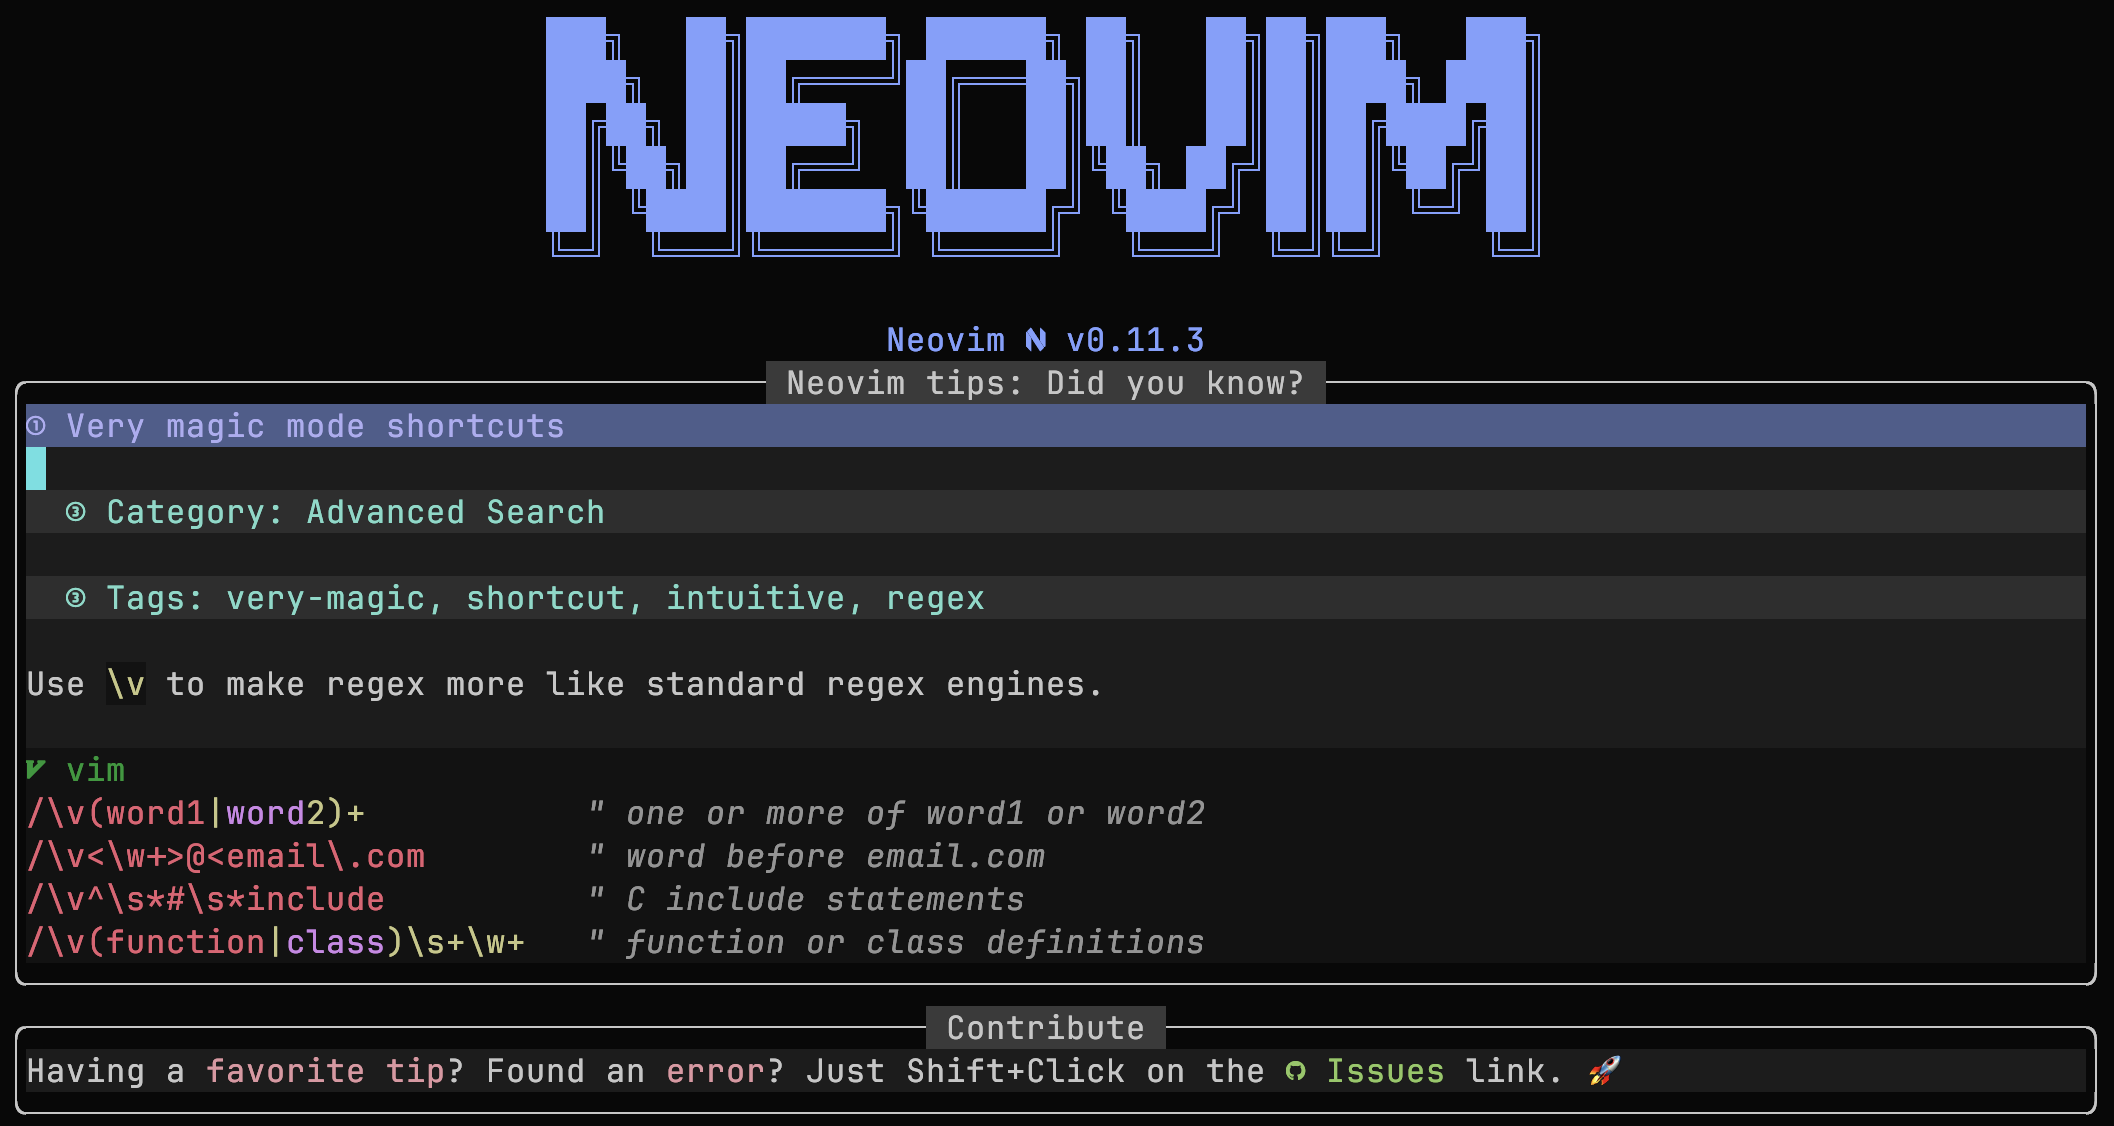 NEOVIM
Neovim v0.11.3
Neovim tips: Did you know?
① Very magic mode shortcuts
③ Category: Advanced Search
③ Tags: very-magic, shortcut, intuitive, regex
Use \v to make regex more like standard regex engines.
vim
/\v(word1|word2)+ " one or more of word1 or word2
/\v<\w+>@<email\.com " word before email.com
/\v^\s*#\s*include " C include statements
/\v(function|class)\s+\w+ " function or class definitions
Contribute
Having a favorite tip? Found an error? Just Shift+Click on the Issues link. 🚀